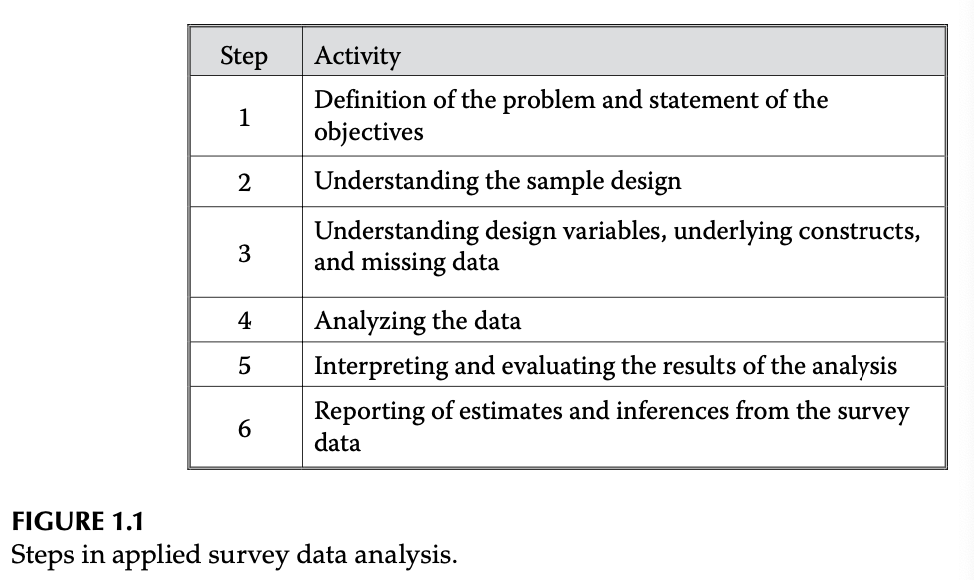 Step Activity
1 Definition of the problem and statement of the
objectives
2 Understanding the sample design
3 Understanding design variables, underlying constructs,
and missing data
4 Analyzing the data
5 Interpreting and evaluating the results of the analysis
6 Reporting of estimates and inferences from the survey
data
FIGURE 1.1
Steps in applied survey data analysis.